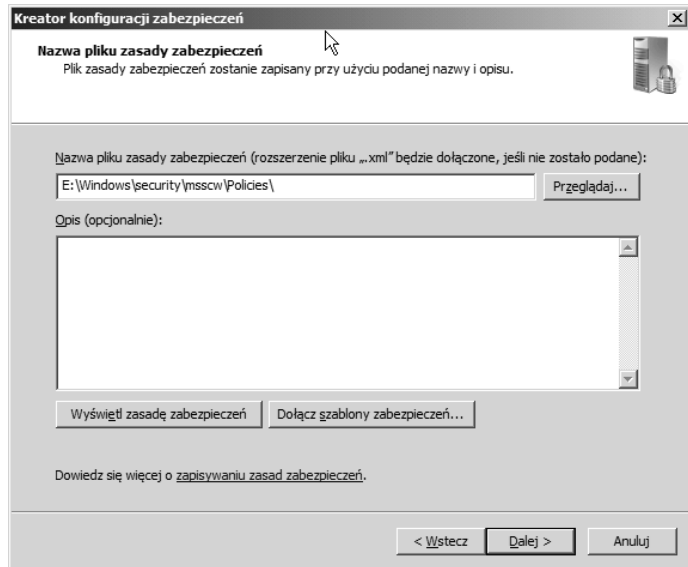 Kreator konfiguracji zabezpieczeń
Nazwa pliku zasady zabezpieczeń
Plik zasady zabezpieczeń zostanie zapisany przy użyciu podanej nazwy i opisu.
Nazwa pliku zasady zabezpieczeń (rozszerzenie pliku „.xml” będzie dołączone, jeśli nie zostało podane):
E:\Windows\security\msscw\Policies\
Przeglądaj...
Opis (opcjonalnie):
Wyświetl zasadę zabezpieczeń
Dołącz szablony zabezpieczeń...
Dowiedz się więcej o zapisywaniu zasad zabezpieczeń.
< Wstecz
Dalej >
Anuluj